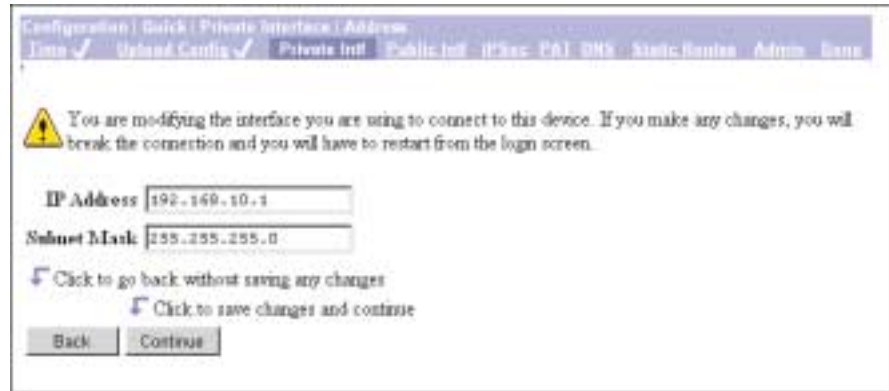 Configuration | Quick | Private Interface | Address
Time ✓ Upload Config ✓ Private Intf Public Intf IPSec PAT DNS Static Routes Admin Done
You are modifying the interface you are using to connect to this device. If you make any changes, you will
break the connection and you will have to restart from the login screen.
IP Address 192.168.10.1
Subnet Mask 255.255.255.0
Click to go back without saving any changes
Click to save changes and continue
Back Continue